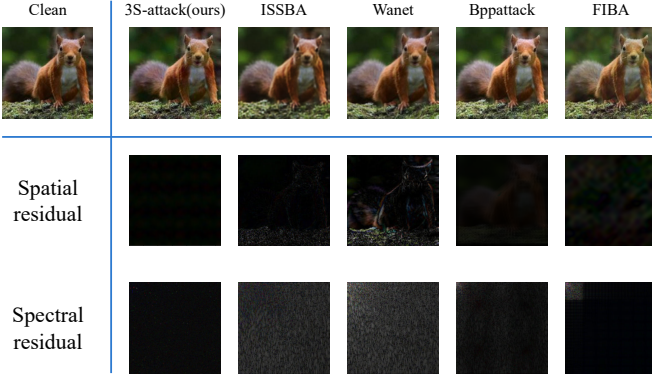 Clean
3S-attack(ours)
ISSBA
Wanet
Bppattack
FIBA
Spatial
residual
Spectral
residual